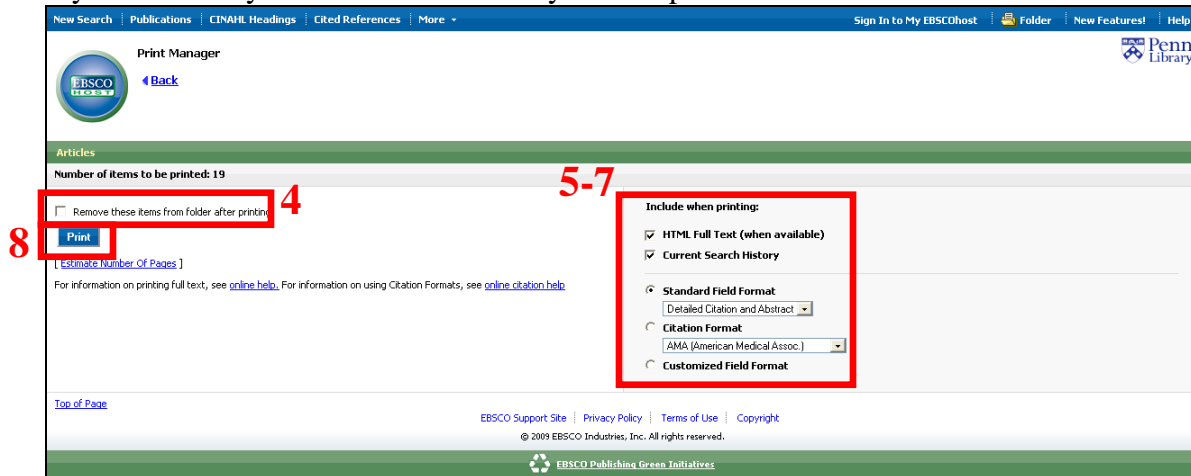 New Search Publications CINAHL Headings Cited References More Sign In to My EBSCOhost Folder New Features! Help
Print Manager
Back
EBSCO
HOST
Penn
Library
Articles
Number of items to be printed: 19
5-7
4
Remove these items from folder after printing
8
Print
[ Estimate Number Of Pages ]
For information on printing full text, see online help. For information on using Citation Formats, see online citation help
Include when printing:
HTML Full Text (when available)
Current Search History
Standard Field Format
Detailed Citation and Abstract
Citation Format
AMA (American Medical Assoc.)
Customized Field Format
Top of Page
EBSCO Support Site Privacy Policy Terms of Use Copyright
© 2009 EBSCO Industries, Inc. All rights reserved.
EBSCO Publishing Green Initiatives